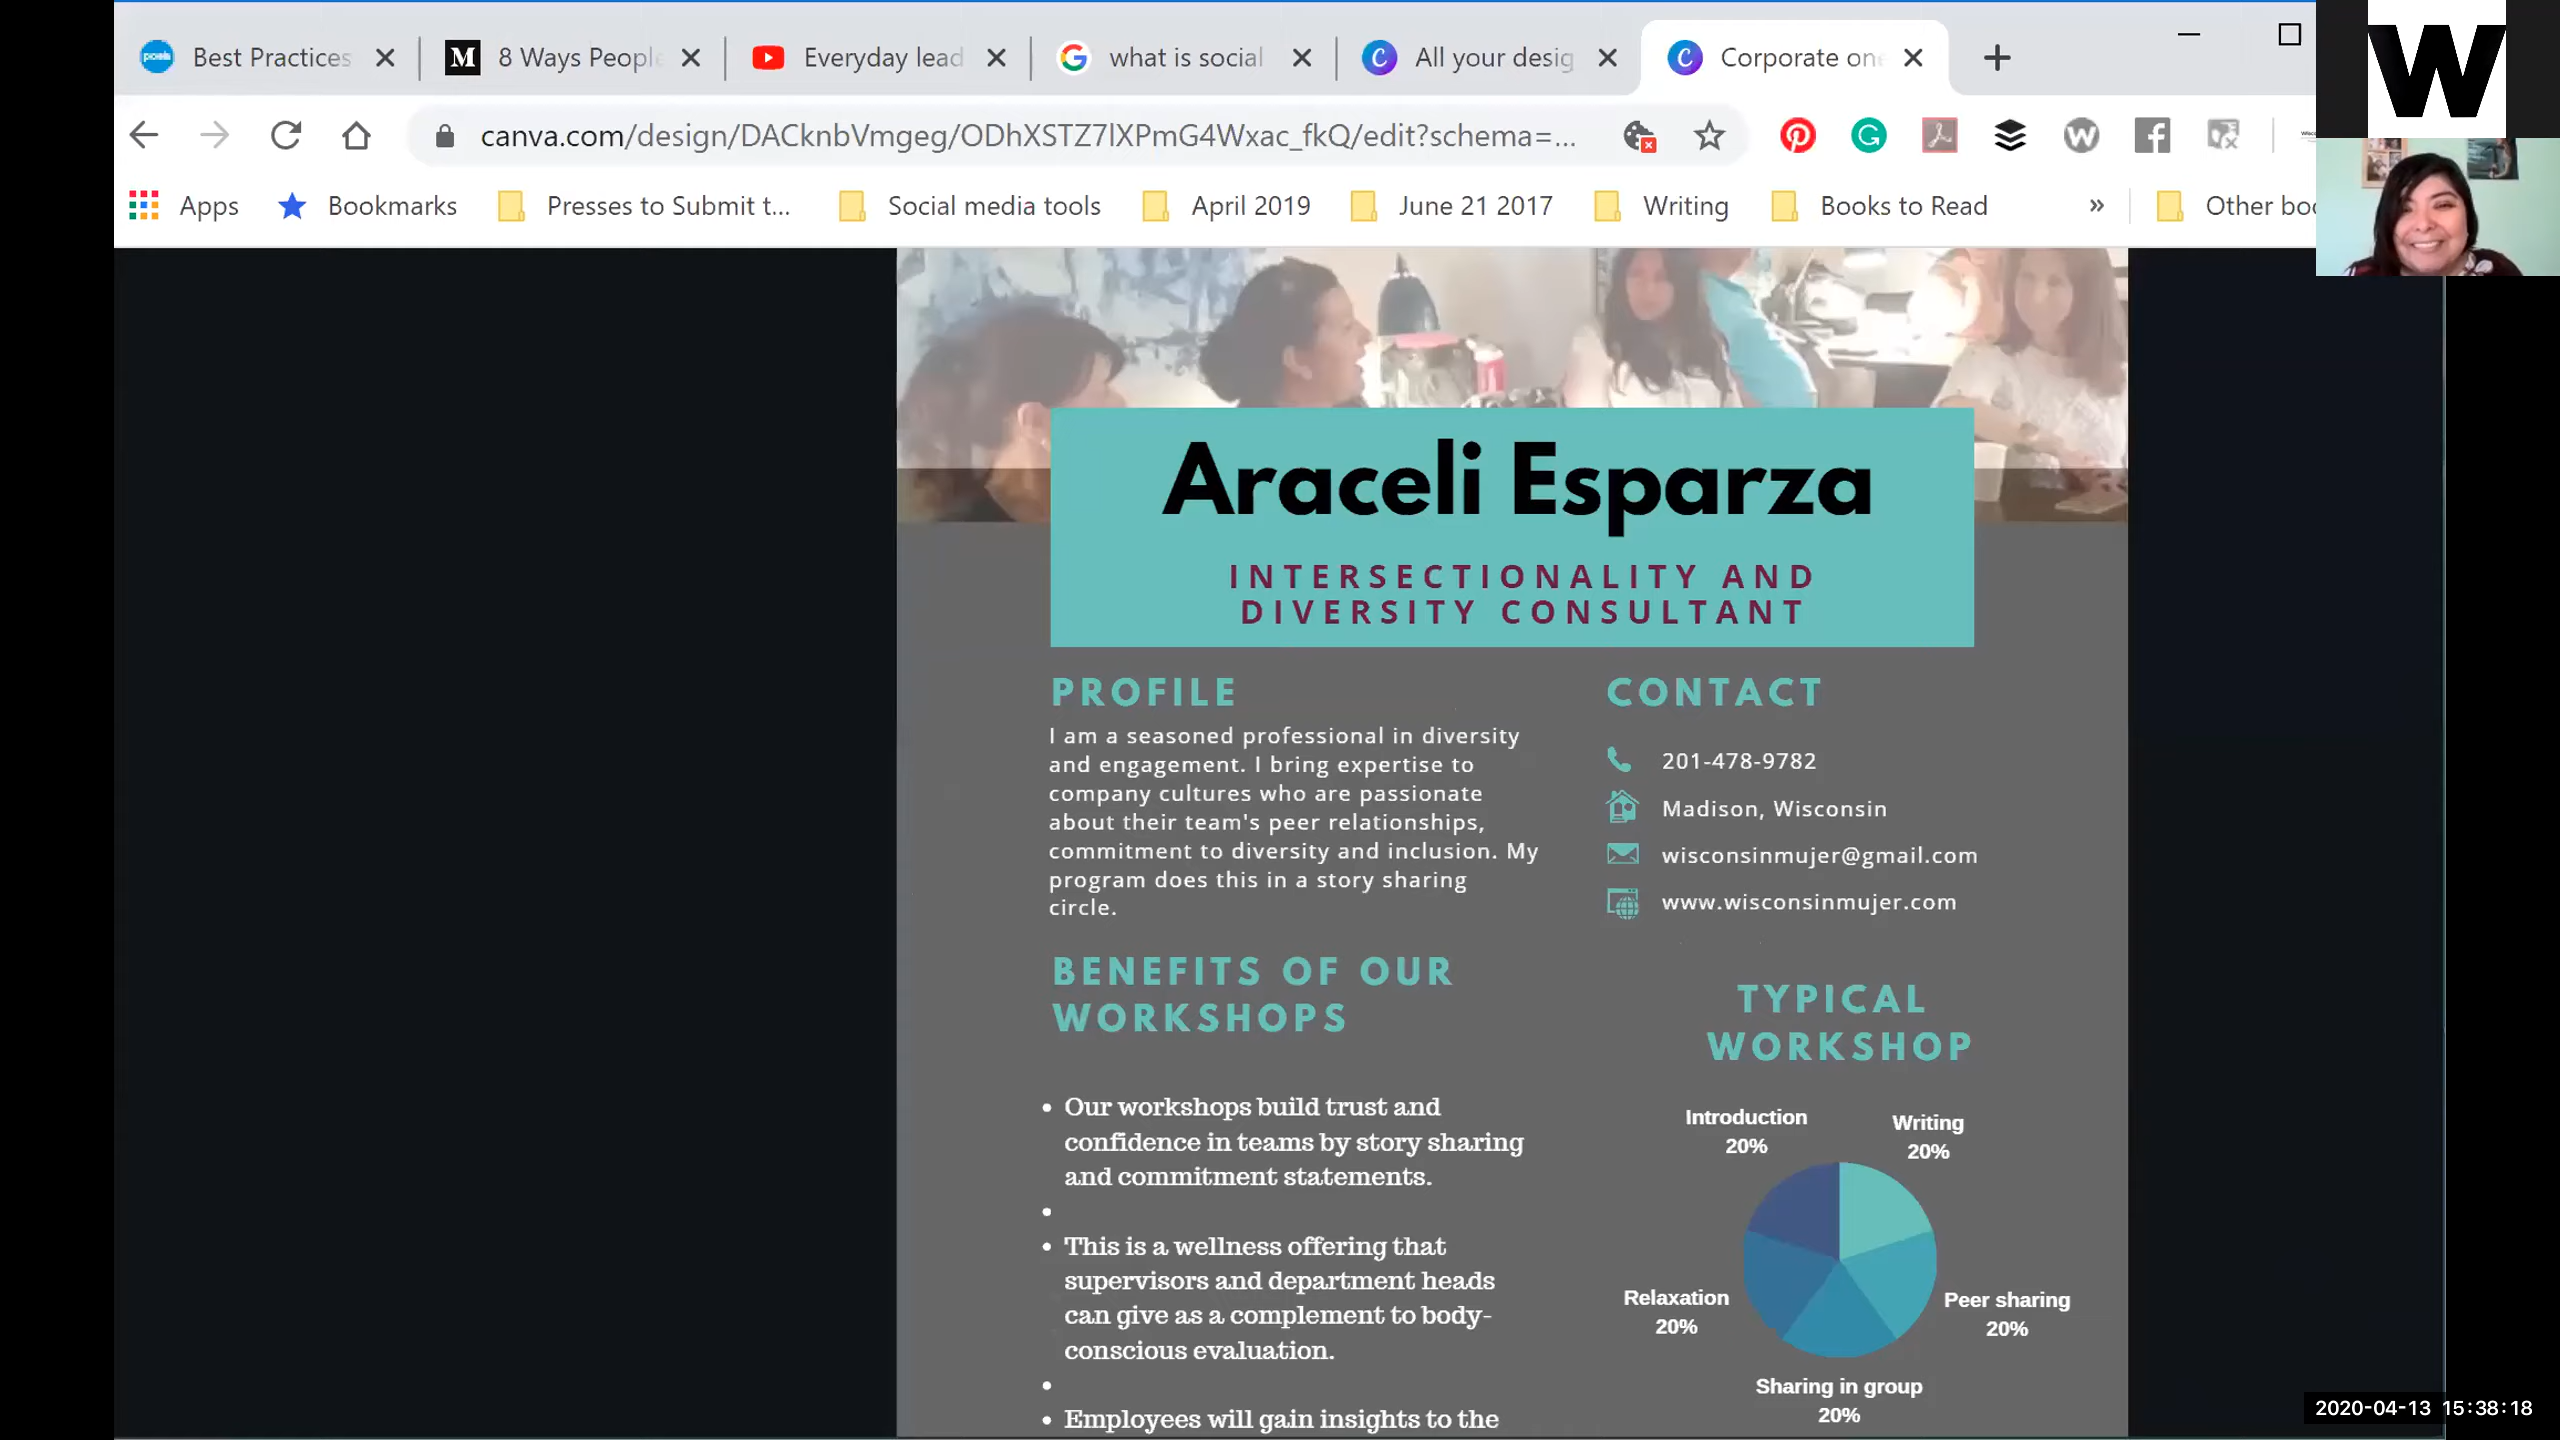 Best Practices
M
8 Ways Peopl
Everyday lead
what is social
All your desig
Corporate one
canva.com/design/DACknbVmgeg/ODhXSTZ7lXPmG4Wxac_fkQ/edit?schema=...
Apps
Bookmarks
Presses to Submit t...
Social media tools
April 2019
June 21 2017
Writing
Books to Read
»
Other boo
W
Araceli Esparza
INTERSECTIONALITY AND
DIVERSITY CONSULTANT
PROFILE
I am a seasoned professional in diversity
and engagement. I bring expertise to
company cultures who are passionate
about their team's peer relationships,
commitment to diversity and inclusion. My
program does this in a story sharing
circle.
CONTACT
201-478-9782
Madison, Wisconsin
wisconsinmujer@gmail.com
www.wisconsinmujer.com
BENEFITS OF OUR
WORKSHOPS
• Our workshops build trust and
confidence in teams by story sharing
and commitment statements.
•
• This is a wellness offering that
supervisors and department heads
can give as a complement to body-
conscious evaluation.
•
• Employees will gain insights to the
TYPICAL
WORKSHOP
Introduction
20%
Writing
20%
Relaxation
20%
Peer sharing
20%
Sharing in group
20%
2020-04-13 15:38:18